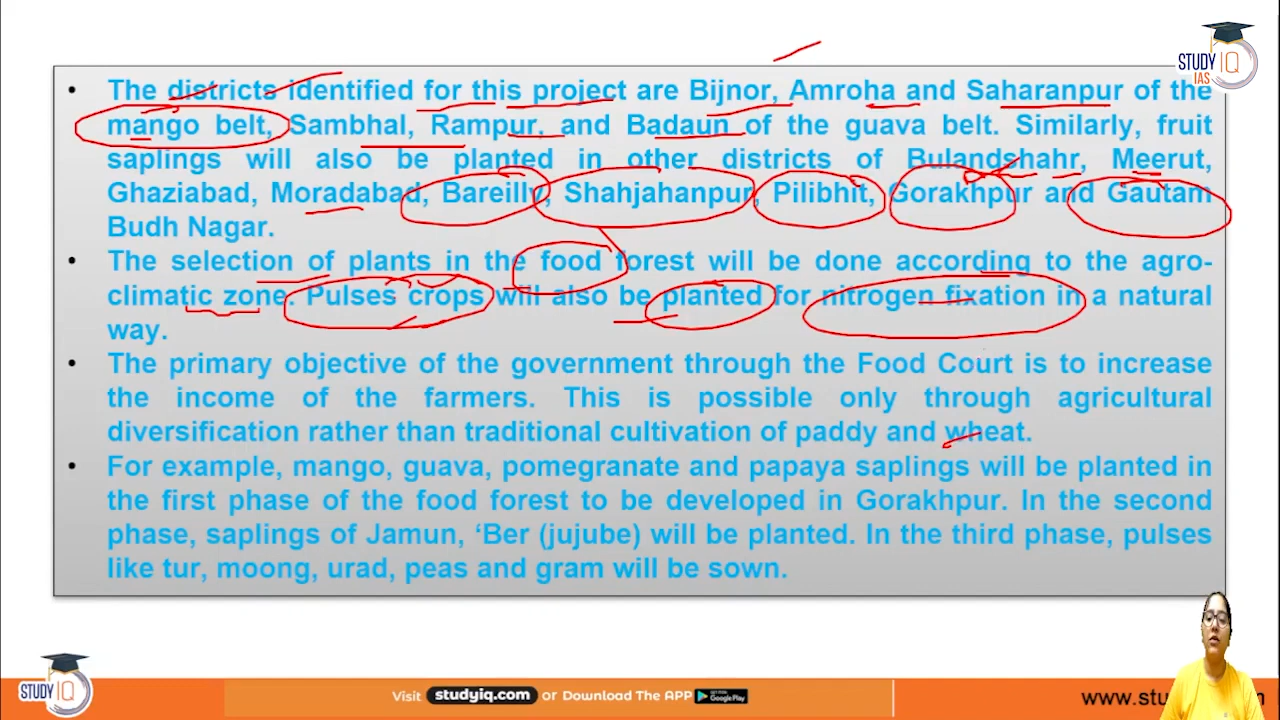 STUDY IQ
IAS
• The districts identified for this project are Bijnor, Amroha and Saharanpur of the
mango belt, Sambhal, Rampur, and Badaun of the guava belt. Similarly, fruit
saplings will also be planted in other districts of Bulandshahr, Meerut,
Ghaziabad, Moradabad, Bareilly, Shahjahanpur, Pilibhit, Gorakhpur and Gautam
Budh Nagar.
• The selection of plants in the food forest will be done according to the agro-
climatic zone. Pulses crops will also be planted for nitrogen fixation in a natural
way.
• The primary objective of the government through the Food Court is to increase
the income of the farmers. This is possible only through agricultural
diversification rather than traditional cultivation of paddy and wheat.
• For example, mango, guava, pomegranate and papaya saplings will be planted in
the first phase of the food forest to be developed in Gorakhpur. In the second
phase, saplings of Jamun, ‘Ber (jujube) will be planted. In the third phase, pulses
like tur, moong, urad, peas and gram will be sown.
STUDY IQ
Visit studyiq.com or Download The APP Google Play
www.stu